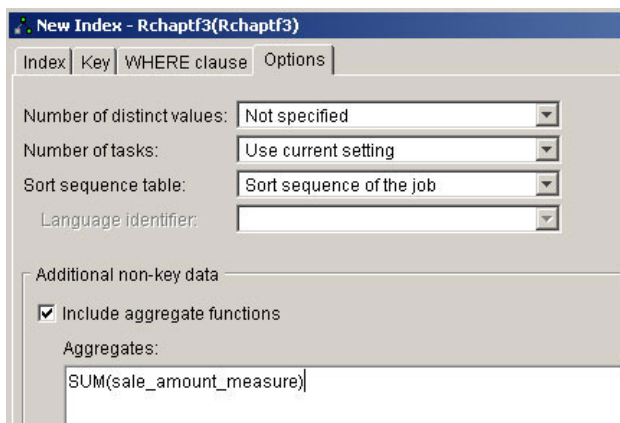 New Index - Rchaptf3(Rchaptf3)
Index Key WHERE clause Options
Number of distinct values: Not specified
Number of tasks: Use current setting
Sort sequence table: Sort sequence of the job
Language identifier:
Additional non-key data
Include aggregate functions
Aggregates:
SUM(sale_amount_measure)